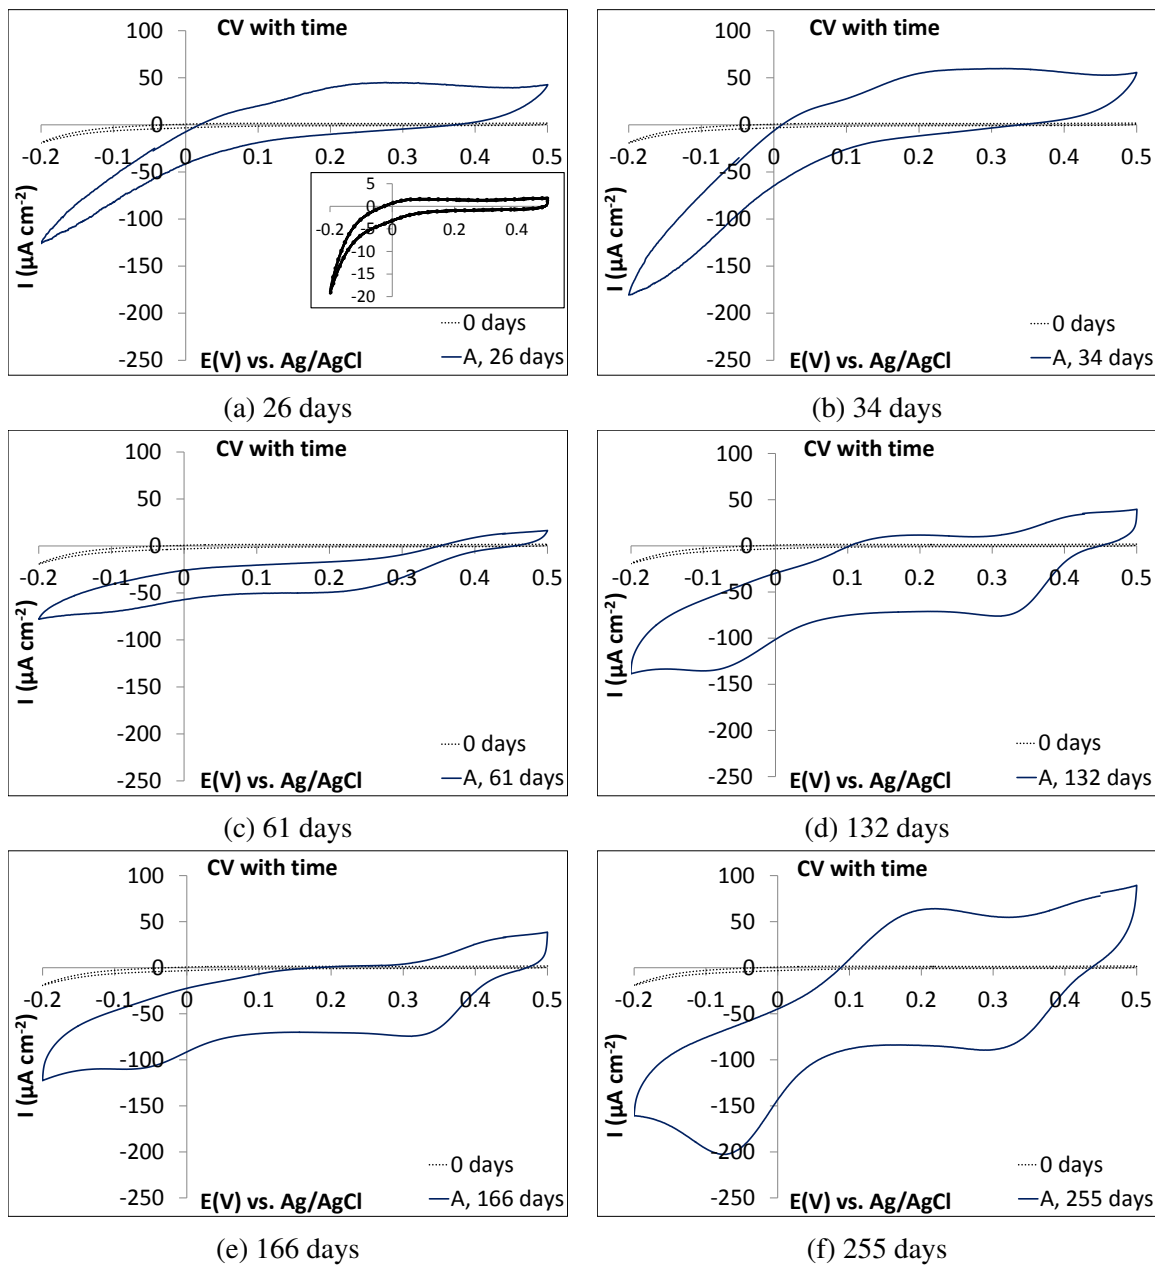 CV with time
100
50
0
-50
-100
-150
-200
-250
-0.2 -0.1 0 0.1 0.2 0.3 0.4 0.5
I (µA cm-2)
5
0
-5
-10
-15
-20
-0.2 0 0.2 0.4
0 days
E(V) vs. Ag/AgCl
A, 26 days
(a) 26 days
CV with time
100
50
0
-50
-100
-150
-200
-250
-0.2 -0.1 0 0.1 0.2 0.3 0.4 0.5
I (µA cm-2)
0 days
E(V) vs. Ag/AgCl
A, 34 days
(b) 34 days
CV with time
100
50
0
-50
-100
-150
-200
-250
-0.2 -0.1 0 0.1 0.2 0.3 0.4 0.5
I (µA cm-2)
0 days
E(V) vs. Ag/AgCl
A, 61 days
(c) 61 days
CV with time
100
50
0
-50
-100
-150
-200
-250
-0.2 -0.1 0 0.1 0.2 0.3 0.4 0.5
I (µA cm-2)
0 days
E(V) vs. Ag/AgCl
A, 132 days
(d) 132 days
CV with time
100
50
0
-50
-100
-150
-200
-250
-0.2 -0.1 0 0.1 0.2 0.3 0.4 0.5
I (µA cm-2)
0 days
E(V) vs. Ag/AgCl
A, 166 days
(e) 166 days
CV with time
100
50
0
-50
-100
-150
-200
-250
-0.2 -0.1 0 0.1 0.2 0.3 0.4 0.5
I (µA cm-2)
0 days
E(V) vs. Ag/AgCl
A, 255 days
(f) 255 days